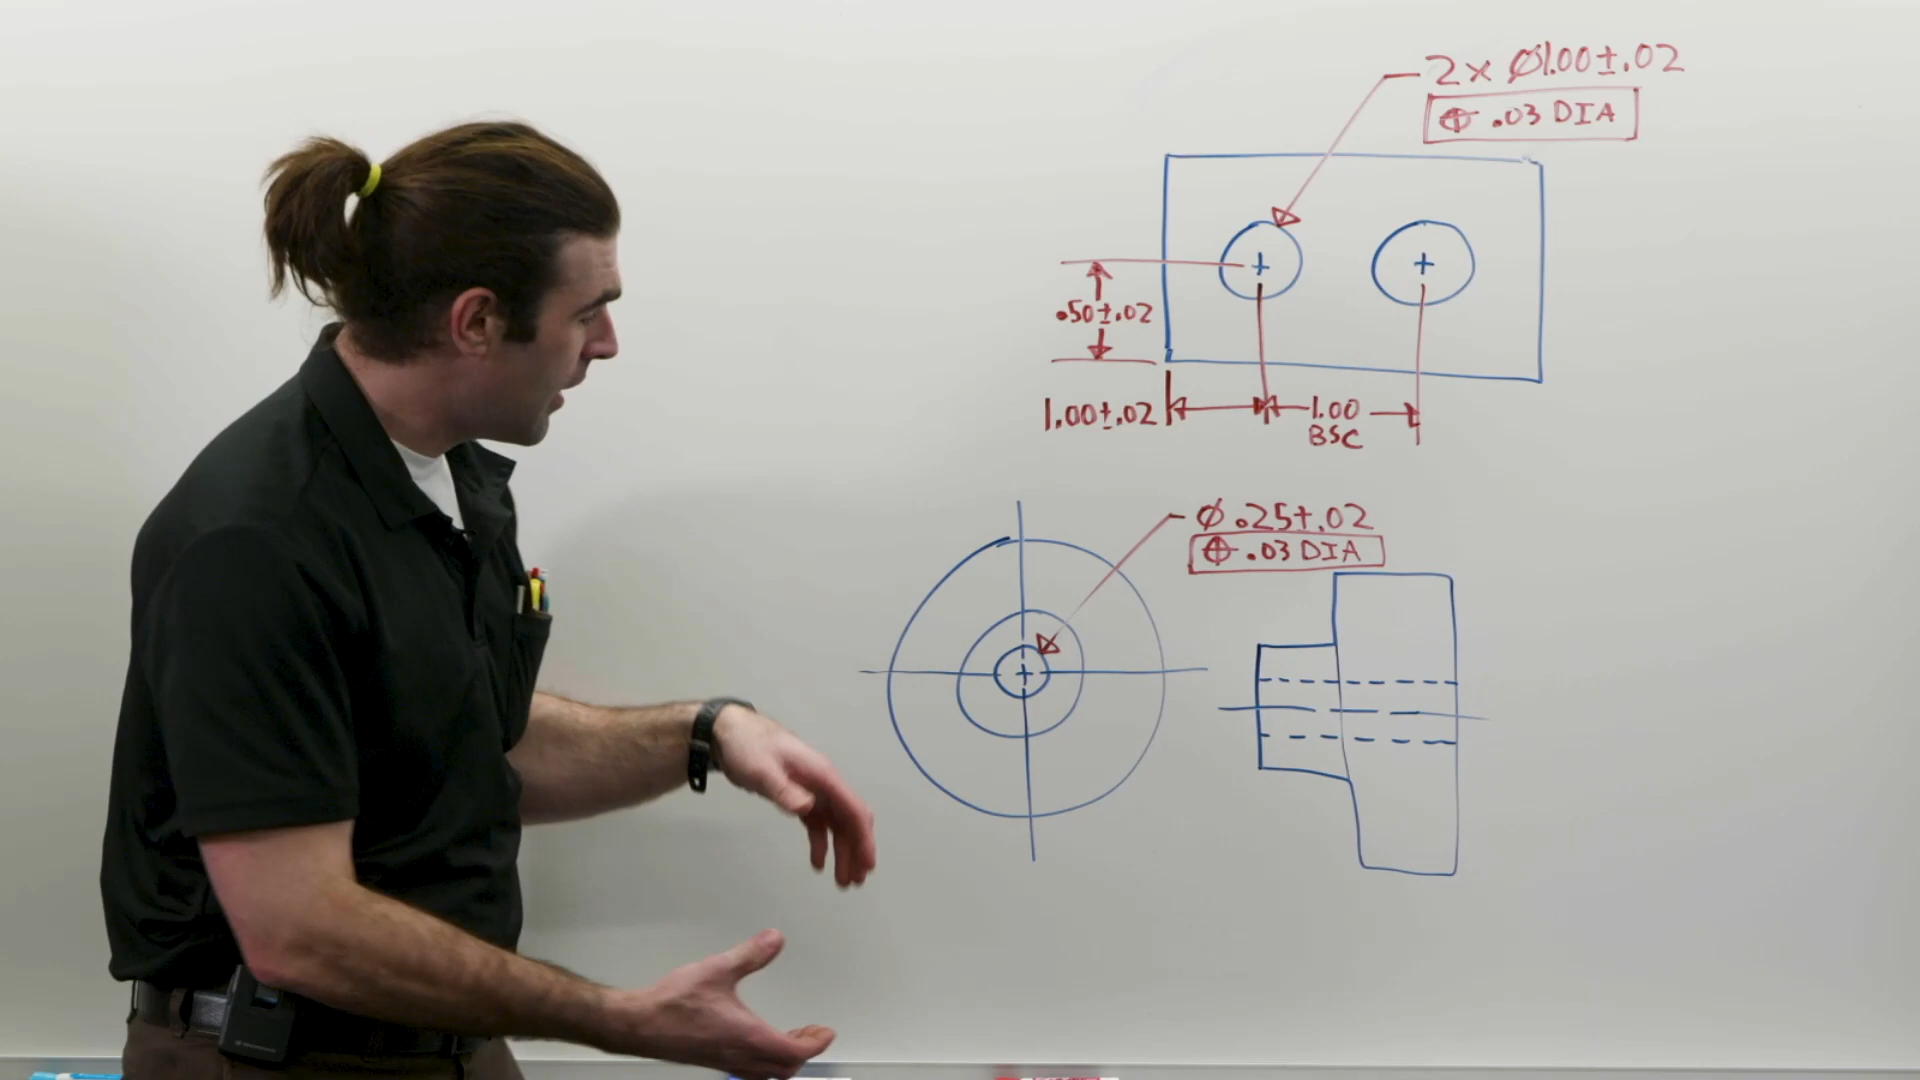 2 x Ø1.00±.02
⌖ .03 DIA
.50±.02
1.00±.02
1.00
BSC
Ø .25±.02
⌖ .03 DIA